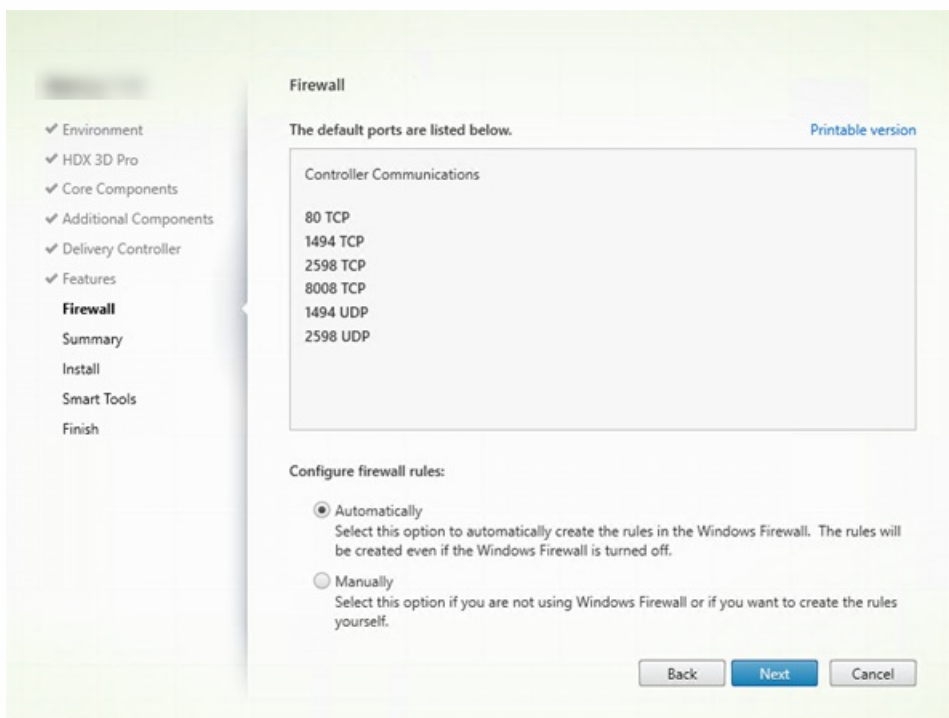 Environment
HDX 3D Pro
Core Components
Additional Components
Delivery Controller
Features
Firewall
Summary
Install
Smart Tools
Finish
Firewall
The default ports are listed below.
Printable version
Controller Communications
80 TCP
1494 TCP
2598 TCP
8008 TCP
1494 UDP
2598 UDP
Configure firewall rules:
Automatically
Select this option to automatically create the rules in the Windows Firewall. The rules will
be created even if the Windows Firewall is turned off.
Manually
Select this option if you are not using Windows Firewall or if you want to create the rules
yourself.
Back
Next
Cancel